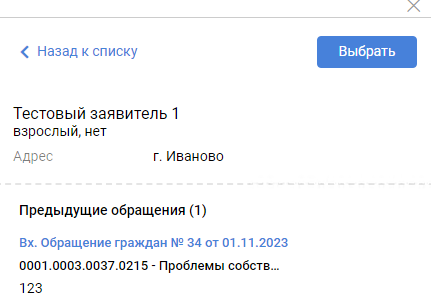 Назад к списку
Выбрать
Тестовый заявитель 1
взрослый, нет
Адрес г. Иваново
Предыдущие обращения (1)
Вх. Обращение граждан № 34 от 01.11.2023
0001.0003.0037.0215 - Проблемы собств...
123